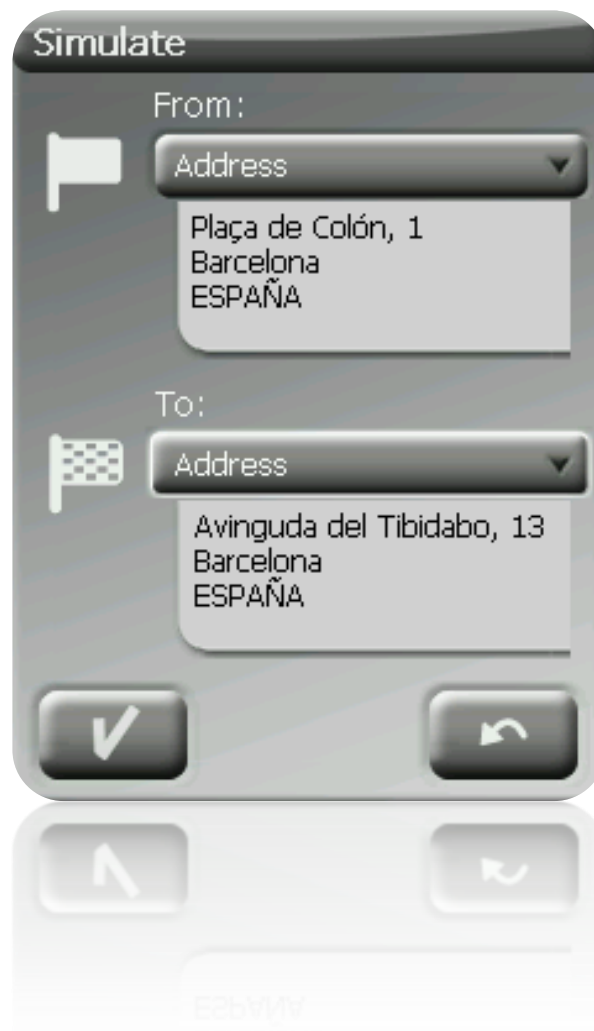 Simulate
From:
Address
Plaça de Colón, 1
Barcelona
ESPAÑA
To:
Address
Avinguda del Tibidabo, 13
Barcelona
ESPAÑA